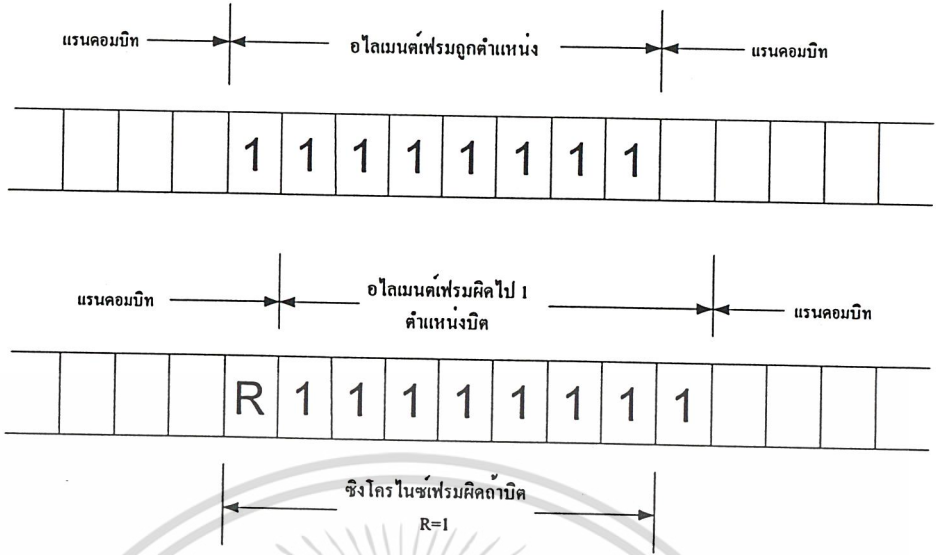 แรนคอมบิท อไลเมนต์เฟรมถูกตำแหน่ง แรนคอมบิท
1 1 1 1 1 1 1 1
แรนคอมบิท อไลเมนต์เฟรมผิดไป 1 แรนคอมบิท
ตำแหน่งบิต
R 1 1 1 1 1 1 1 1
ซิงโครไนซ์เฟรมผิดถ้าบิต
R=1